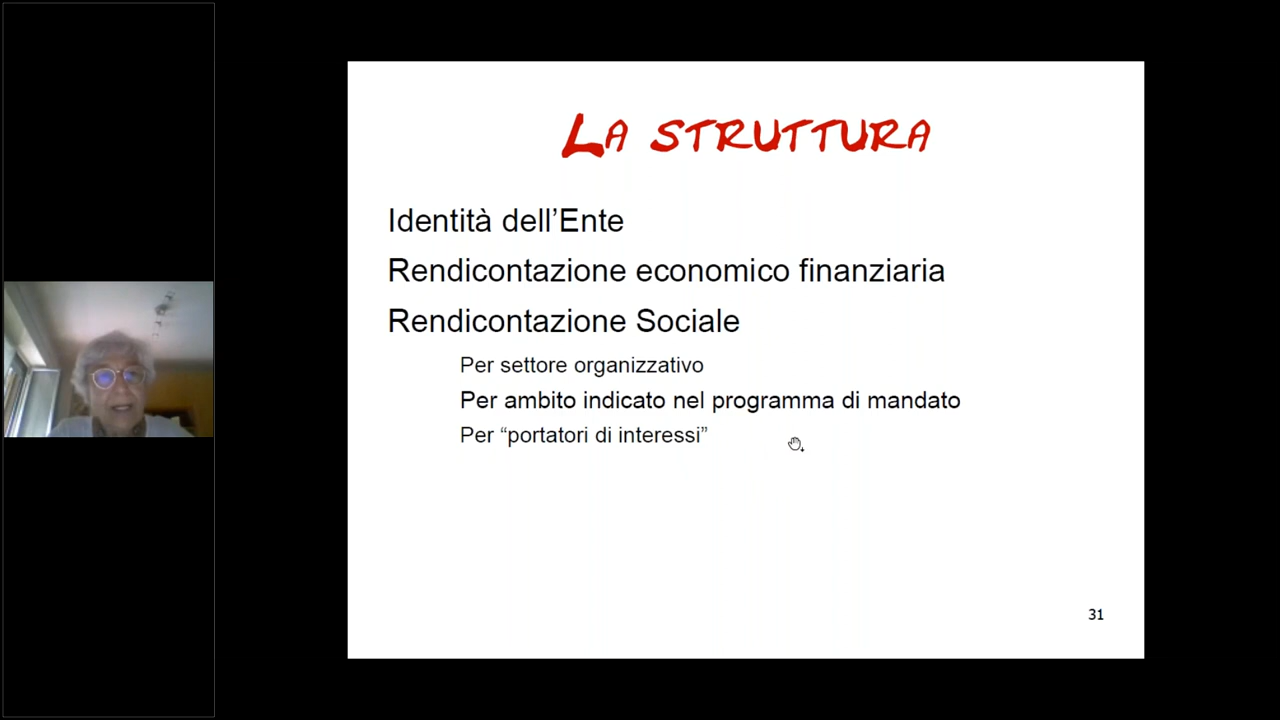 La struttura
Identità dell’Ente
Rendicontazione economico finanziaria
Rendicontazione Sociale
Per settore organizzativo
Per ambito indicato nel programma di mandato
Per “portatori di interessi”
31